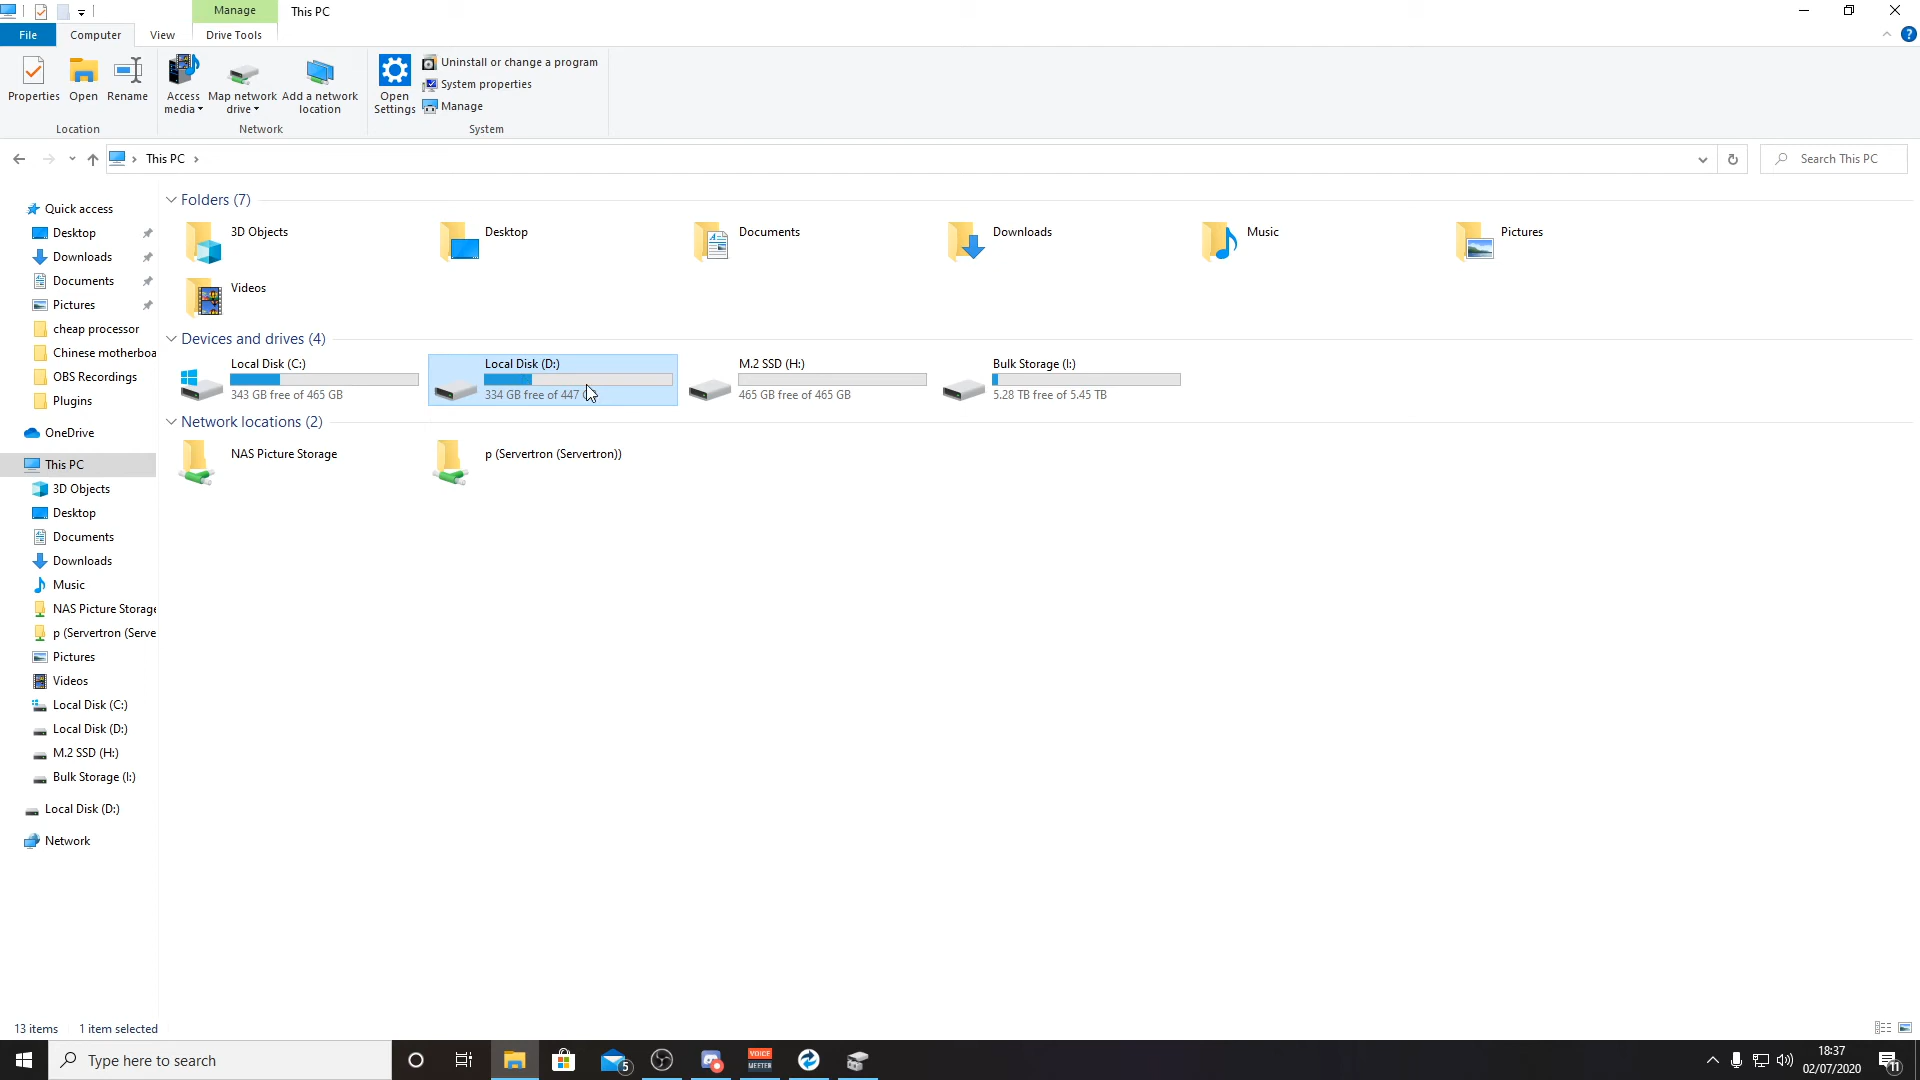 Manage
This PC
File
Computer
View
Drive Tools
Properties
Open
Rename
Access media
Map network drive
Add a network location
Open Settings
Uninstall or change a program
System properties
Manage
Location
Network
System
This PC
Search This PC
Quick access
Desktop
Downloads
Documents
Pictures
cheap processor
Chinese motherboa
OBS Recordings
Plugins
OneDrive
This PC
3D Objects
Desktop
Documents
Downloads
Music
NAS Picture Storage
p (Servertron (Serve
Pictures
Videos
Local Disk (C:)
Local Disk (D:)
M.2 SSD (H:)
Bulk Storage (I:)
Local Disk (D:)
Network
Folders (7)
3D Objects
Desktop
Documents
Downloads
Music
Pictures
Videos
Devices and drives (4)
Local Disk (C:)
343 GB free of 465 GB
Local Disk (D:)
334 GB free of 447
M.2 SSD (H:)
465 GB free of 465 GB
Bulk Storage (I:)
5.28 TB free of 5.45 TB
Network locations (2)
NAS Picture Storage
p (Servertron (Servertron))
13 items
1 item selected
Type here to search
5
VOICE
MEETER
18:37
02/07/2020
11